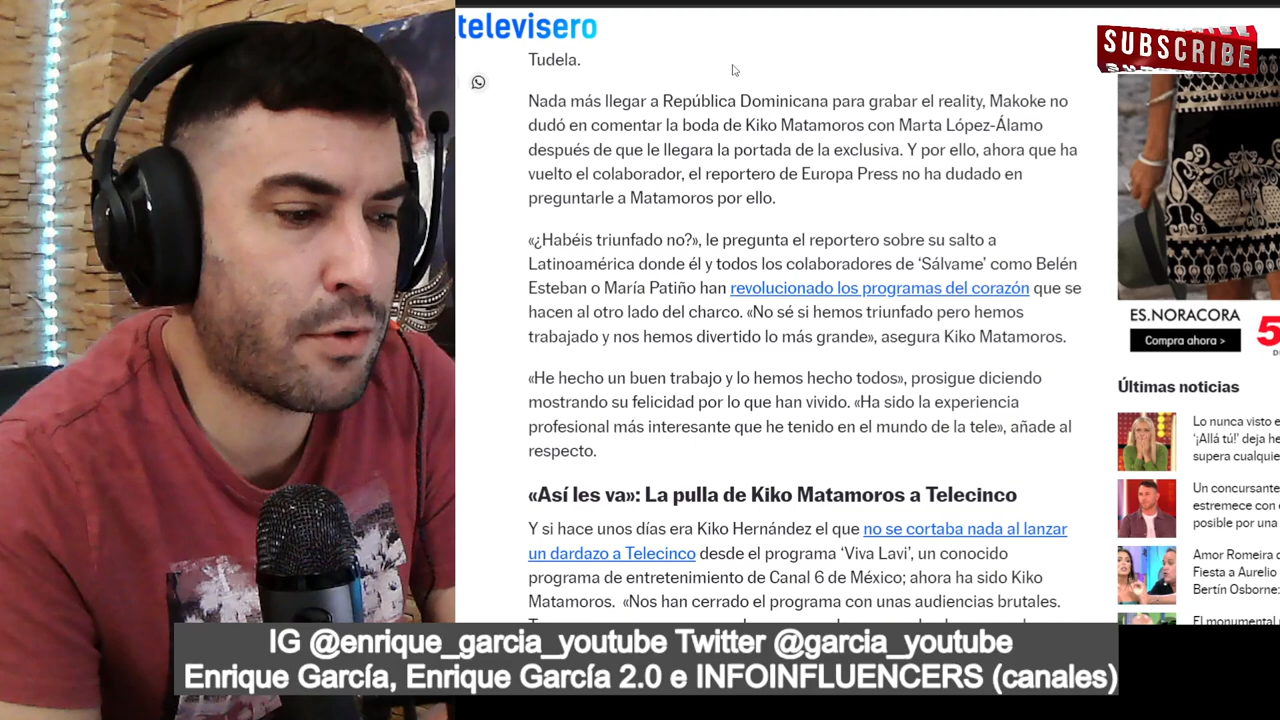 televisero
SUBSCRIBE
Tudela.
Nada más llegar a República Dominicana para grabar el reality, Makoke no
dudó en comentar la boda de Kiko Matamoros con Marta López-Álamo
después de que le llegara la portada de la exclusiva. Y por ello, ahora que ha
vuelto el colaborador, el reportero de Europa Press no ha dudado en
preguntarle a Matamoros por ello.
«¿Habéis triunfado no?», le pregunta el reportero sobre su salto a
Latinoamérica donde él y todos los colaboradores de ‘Sálvame’ como Belén
Esteban o María Patiño han revolucionado los programas del corazón que se
hacen al otro lado del charco. «No sé si hemos triunfado pero hemos
trabajado y nos hemos divertido lo más grande», asegura Kiko Matamoros.
«He hecho un buen trabajo y lo hemos hecho todos», prosigue diciendo
mostrando su felicidad por lo que han vivido. «Ha sido la experiencia
profesional más interesante que he tenido en el mundo de la tele», añade al
respecto.
«Así les va»: La pulla de Kiko Matamoros a Telecinco
Y si hace unos días era Kiko Hernández el que no se cortaba nada al lanzar
un dardazo a Telecinco desde el programa ‘Viva Lavi’, un conocido
programa de entretenimiento de Canal 6 de México; ahora ha sido Kiko
Matamoros. «Nos han cerrado el programa con unas audiencias brutales.
ES.NORACORA
Compra ahora >
5
Últimas noticias
Lo nunca visto e
‘¡Allá tú!’ deja he
supera cualquie
Un concursante
estremece con
posible por una
Amor Romeira d
Fiesta a Aurelio
Bertín Osborne:
El monumental
IG @enrique_garcia_youtube Twitter @garcia_youtube
Enrique García, Enrique García 2.0 e INFOINFLUENCERS (canales)